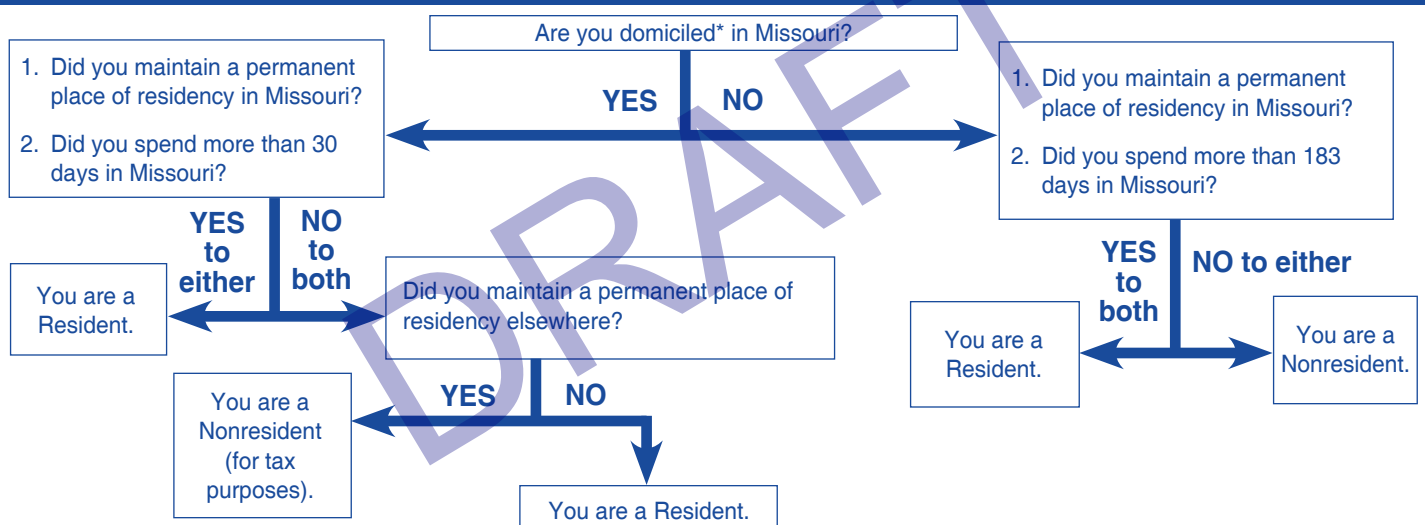 Are you domiciled* in Missouri?
YES
NO
1. Did you maintain a permanent
place of residency in Missouri?
2. Did you spend more than 30
days in Missouri?
YES
to
either
NO
to
both
You are a
Resident.
Did you maintain a permanent place of
residency elsewhere?
YES
NO
You are a
Nonresident
(for tax
purposes).
You are a Resident.
1. Did you maintain a permanent
place of residency in Missouri?
2. Did you spend more than 183
days in Missouri?
YES
to
both
NO to either
You are a
Resident.
You are a
Nonresident.
DRAFT